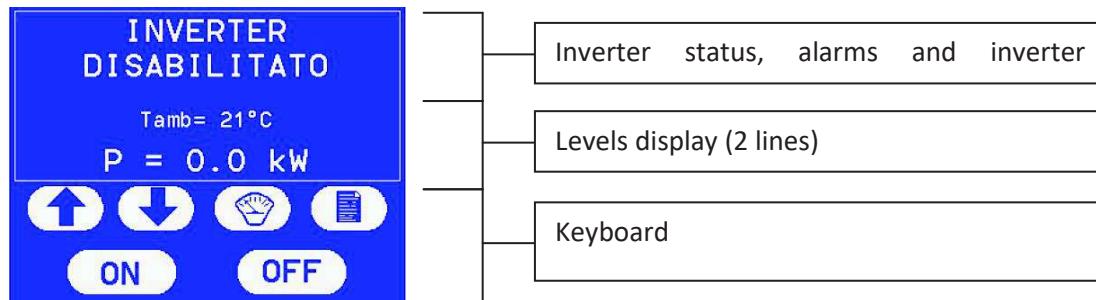 INVERTER
DISABILITATO
Tamb= 21°C
P = 0.0 kW
ON OFF
Inverter status, alarms and inverter
Levels display (2 lines)
Keyboard